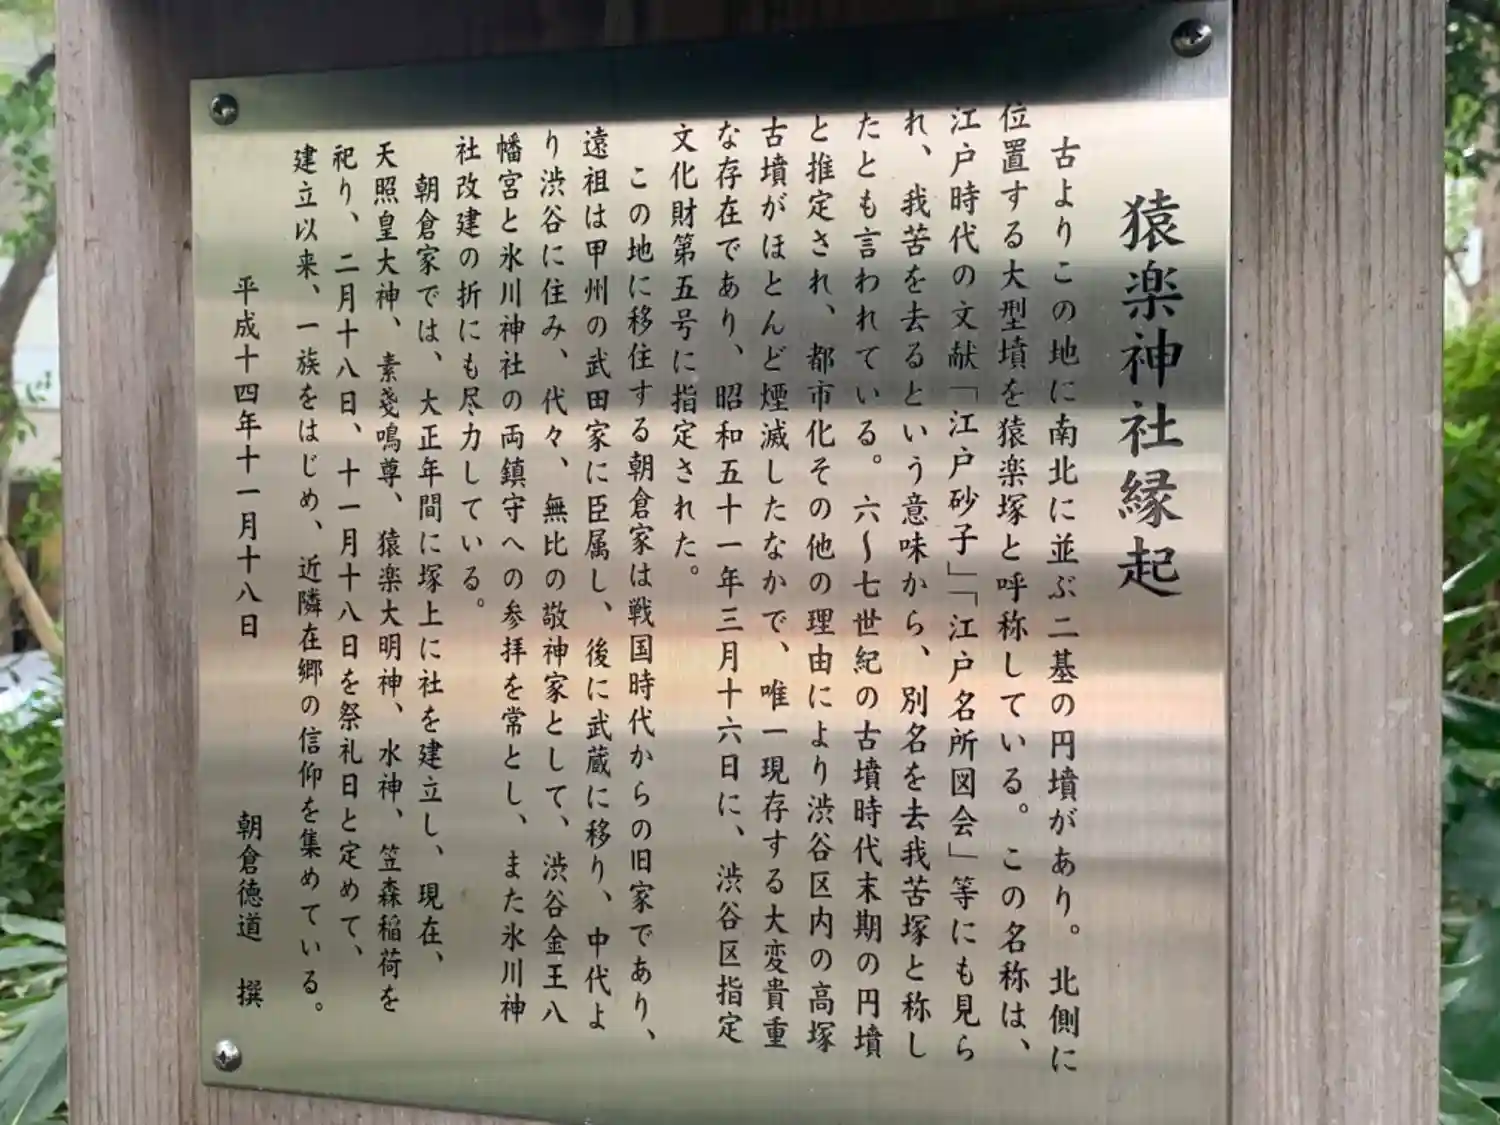 猿楽神社縁起
古よりこの地に南北に並ぶ二基の円墳があり。北側に
位置する大型墳を猿楽塚と呼称している。この名称は、
江戸時代の文献「江戸砂子」「江戸名所図会」等にも見ら
れ、我苦を去るという意味から、別名を去我苦塚と称し
たとも言われている。六〜七世紀の古墳時代末期の円墳
と推定され、都市化その他の理由により渋谷区内の高塚
古墳がほとんど煙滅したなかで、唯一現存する大変貴重
な存在であり、昭和五十一年三月十六日に、渋谷区指定
文化財第五号に指定された。
この地に移住する朝倉家は戦国時代からの旧家であり、
遠祖は甲州の武田家に臣属し、後に武蔵に移り、中代よ
り渋谷に住み、代々、無比の敬神家として、渋谷金王八
幡宮と氷川神社の両鎮守への参拝を常とし、また氷川神
社改建の折にも尽力している。
朝倉家では、大正年間に塚上に社を建立し、現在、
天照皇大神、素戔嗚尊、猿楽大明神、水神、笠森稲荷を
祀り、二月十八日、十一月十八日を祭礼日と定めて、
建立以来、一族をはじめ、近隣在郷の信仰を集めている。
平成十四年十一月十八日
朝倉徳道 撰